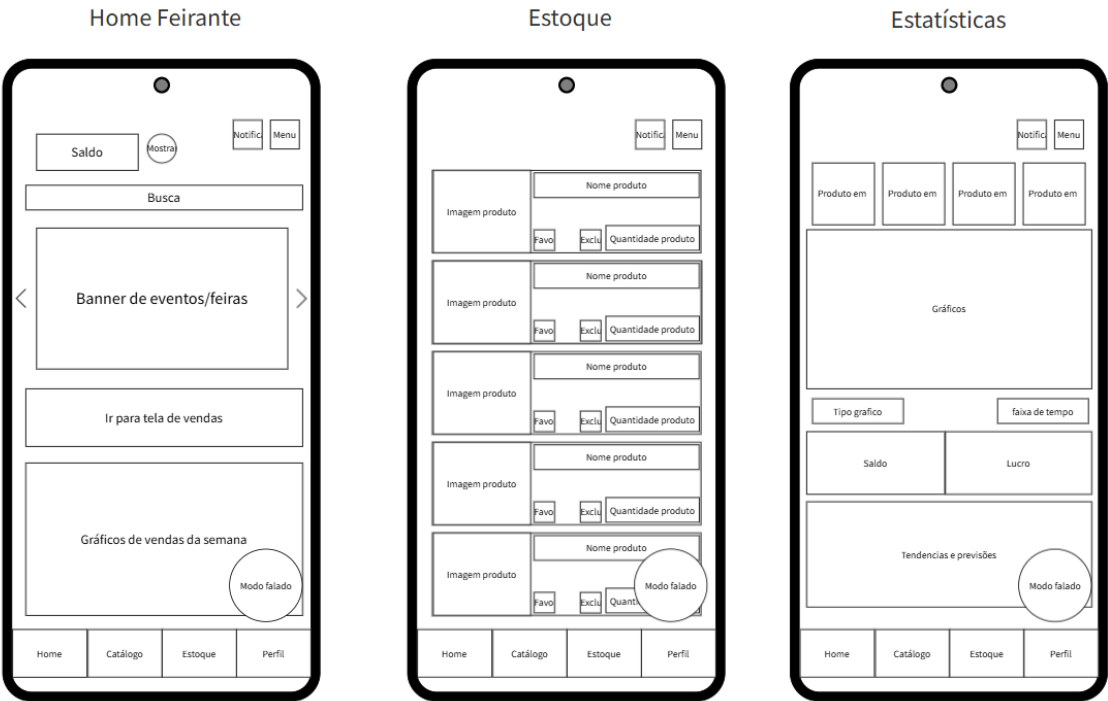 Home Feirante
Saldo
Mostrar
Notific
Menu
Busca
Banner de eventos/feiras
Ir para tela de vendas
Gráficos de vendas da semana
Modo falado
Home
Catálogo
Estoque
Perfil
Estoque
Notific
Menu
Imagem produto
Nome produto
Favo
Exclu
Quantidade produto
Imagem produto
Nome produto
Favo
Exclu
Quantidade produto
Imagem produto
Nome produto
Favo
Exclu
Quantidade produto
Imagem produto
Nome produto
Favo
Exclu
Quantidade produto
Imagem produto
Nome produto
Favo
Exclu
Quanti
Modo falado
Home
Catálogo
Estoque
Perfil
Estatísticas
Notific
Menu
Produto em
Produto em
Produto em
Produto em
Gráficos
Tipo grafico
faixa de tempo
Saldo
Lucro
Tendencias e previsões
Modo falado
Home
Catálogo
Estoque
Perfil